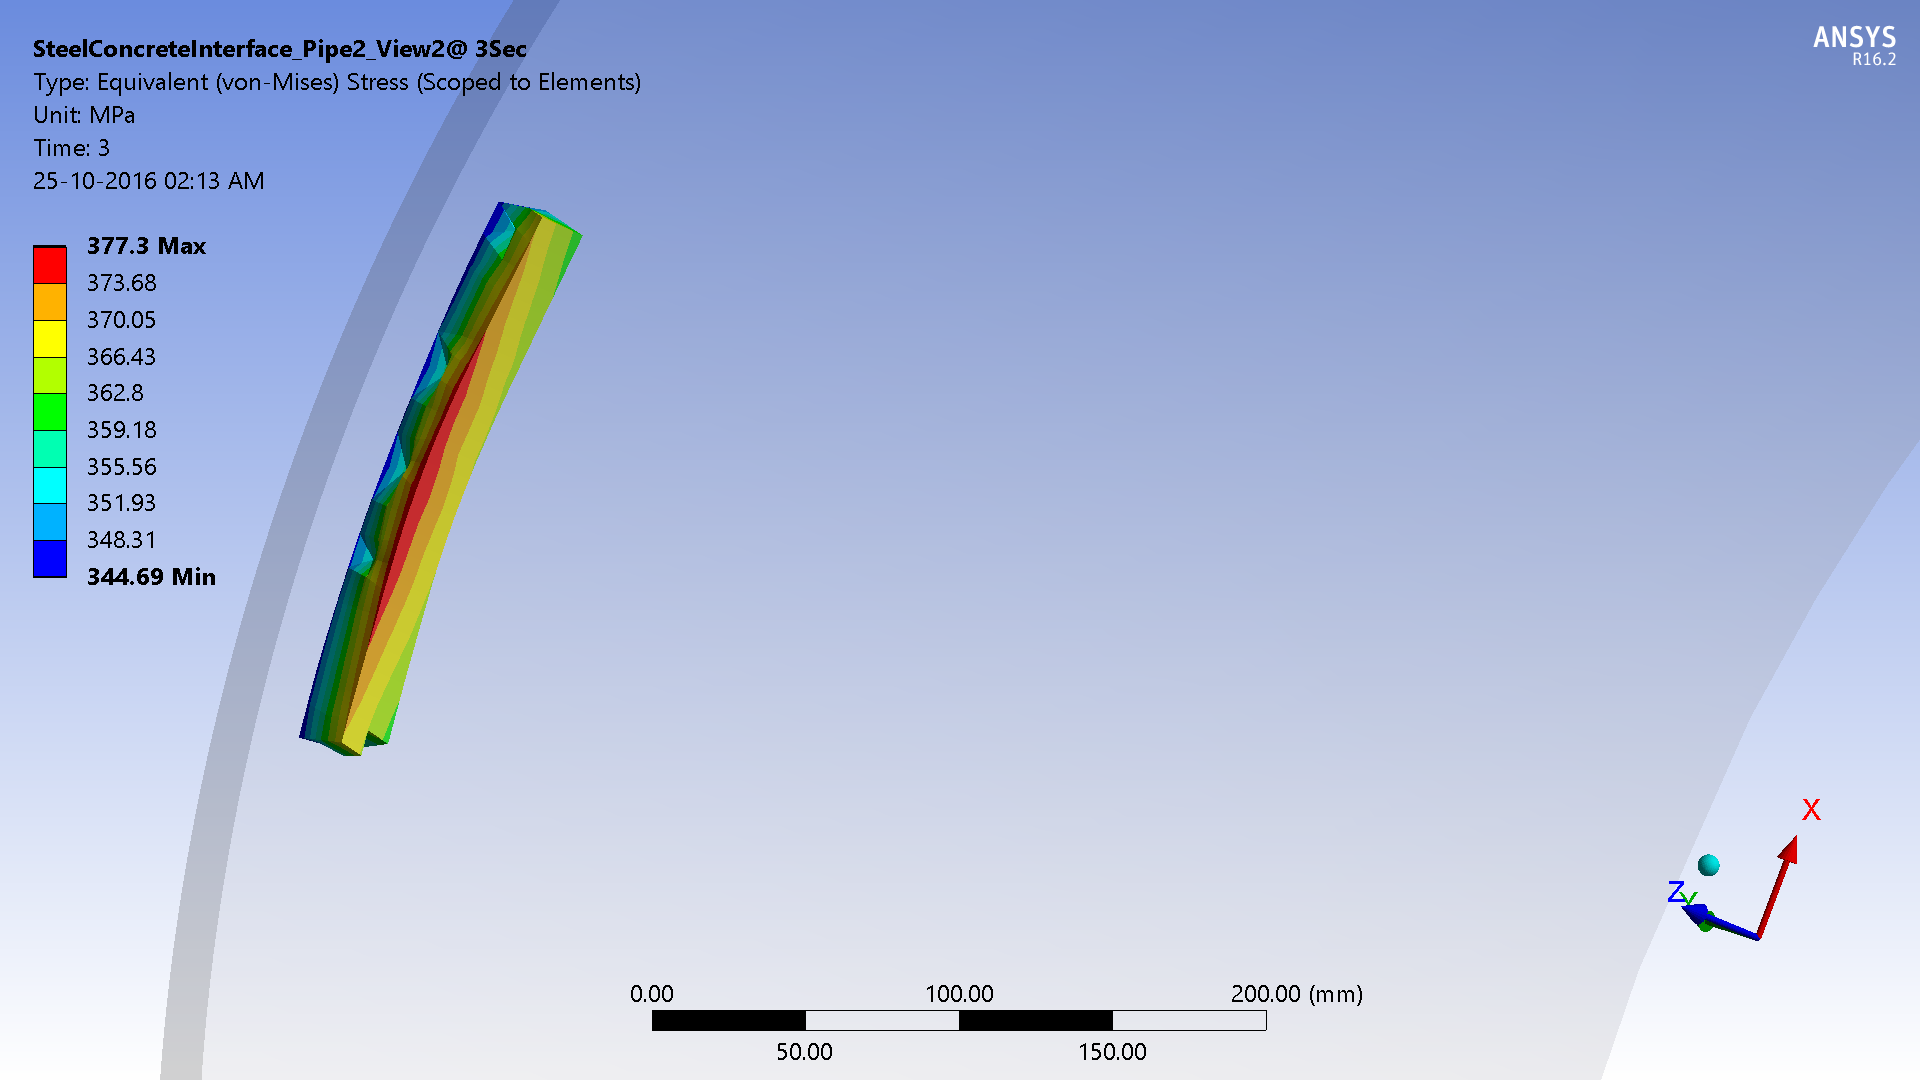 SteelConcreteInterface_Pipe2_View2@ 3Sec
Type: Equivalent (von-Mises) Stress (Scoped to Elements)
Unit: MPa
Time: 3
25-10-2016 02:13 AM
ANSYS
R16.2
377.3 Max
373.68
370.05
366.43
362.8
359.18
355.56
351.93
348.31
344.69 Min
X
Z
Y
0.00 100.00 200.00 (mm)
50.00 150.00